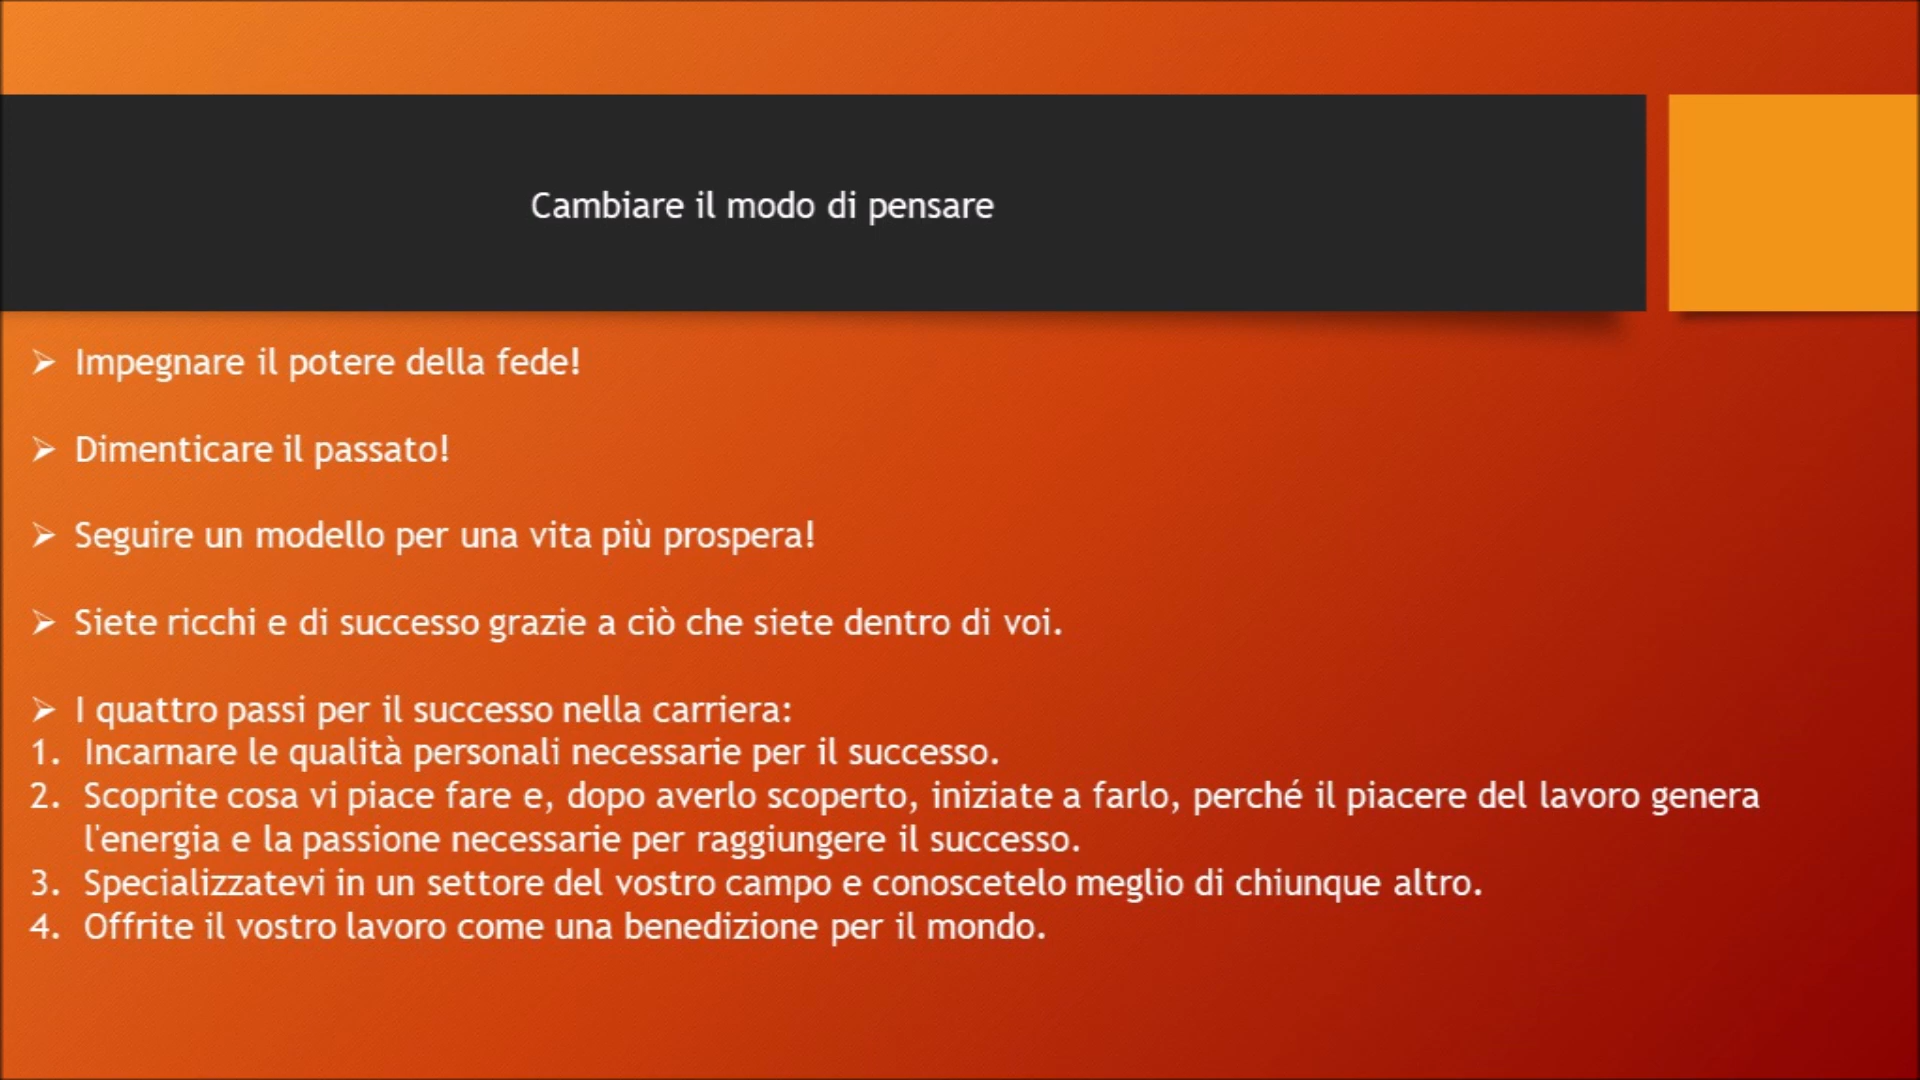 Cambiare il modo di pensare
➢ Impegnare il potere della fede!
➢ Dimenticare il passato!
➢ Seguire un modello per una vita più prospera!
➢ Siete ricchi e di successo grazie a ciò che siete dentro di voi.
➢ I quattro passi per il successo nella carriera:
1. Incarnare le qualità personali necessarie per il successo.
2. Scoprite cosa vi piace fare e, dopo averlo scoperto, iniziate a farlo, perché il piacere del lavoro genera
l'energia e la passione necessarie per raggiungere il successo.
3. Specializzatevi in un settore del vostro campo e conoscetelo meglio di chiunque altro.
4. Offrite il vostro lavoro come una benedizione per il mondo.